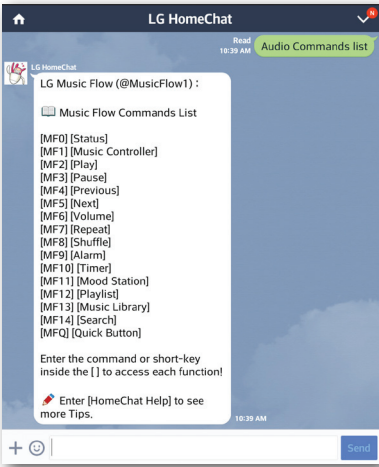 LG HomeChat
N
Read
10:39 AM
Audio Commands list
LG HomeChat
LG Music Flow (@MusicFlow1) :
Music Flow Commands List
[MF0] [Status]
[MF1] [Music Controller]
[MF2] [Play]
[MF3] [Pause]
[MF4] [Previous]
[MF5] [Next]
[MF6] [Volume]
[MF7] [Repeat]
[MF8] [Shuffle]
[MF9] [Alarm]
[MF10] [Timer]
[MF11] [Mood Station]
[MF12] [Playlist]
[MF13] [Music Library]
[MF14] [Search]
[MFQ] [Quick Button]
Enter the command or short-key
inside the [ ] to access each function!
Enter [HomeChat Help] to see
more Tips.
10:39 AM
Send